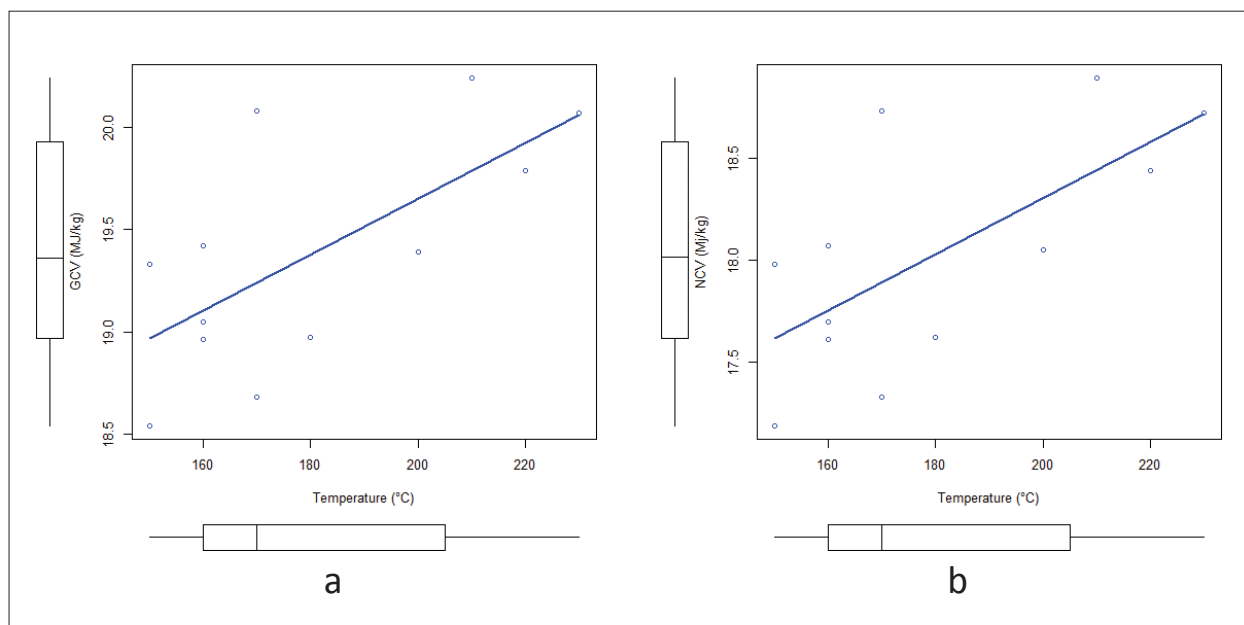 GCV (MJ/kg)
20.0
19.5
19.0
18.5
160 180 200 220
Temperature (°C)
a
NCV (Mj/kg)
18.5
18.0
17.5
160 180 200 220
Temperature (°C)
b